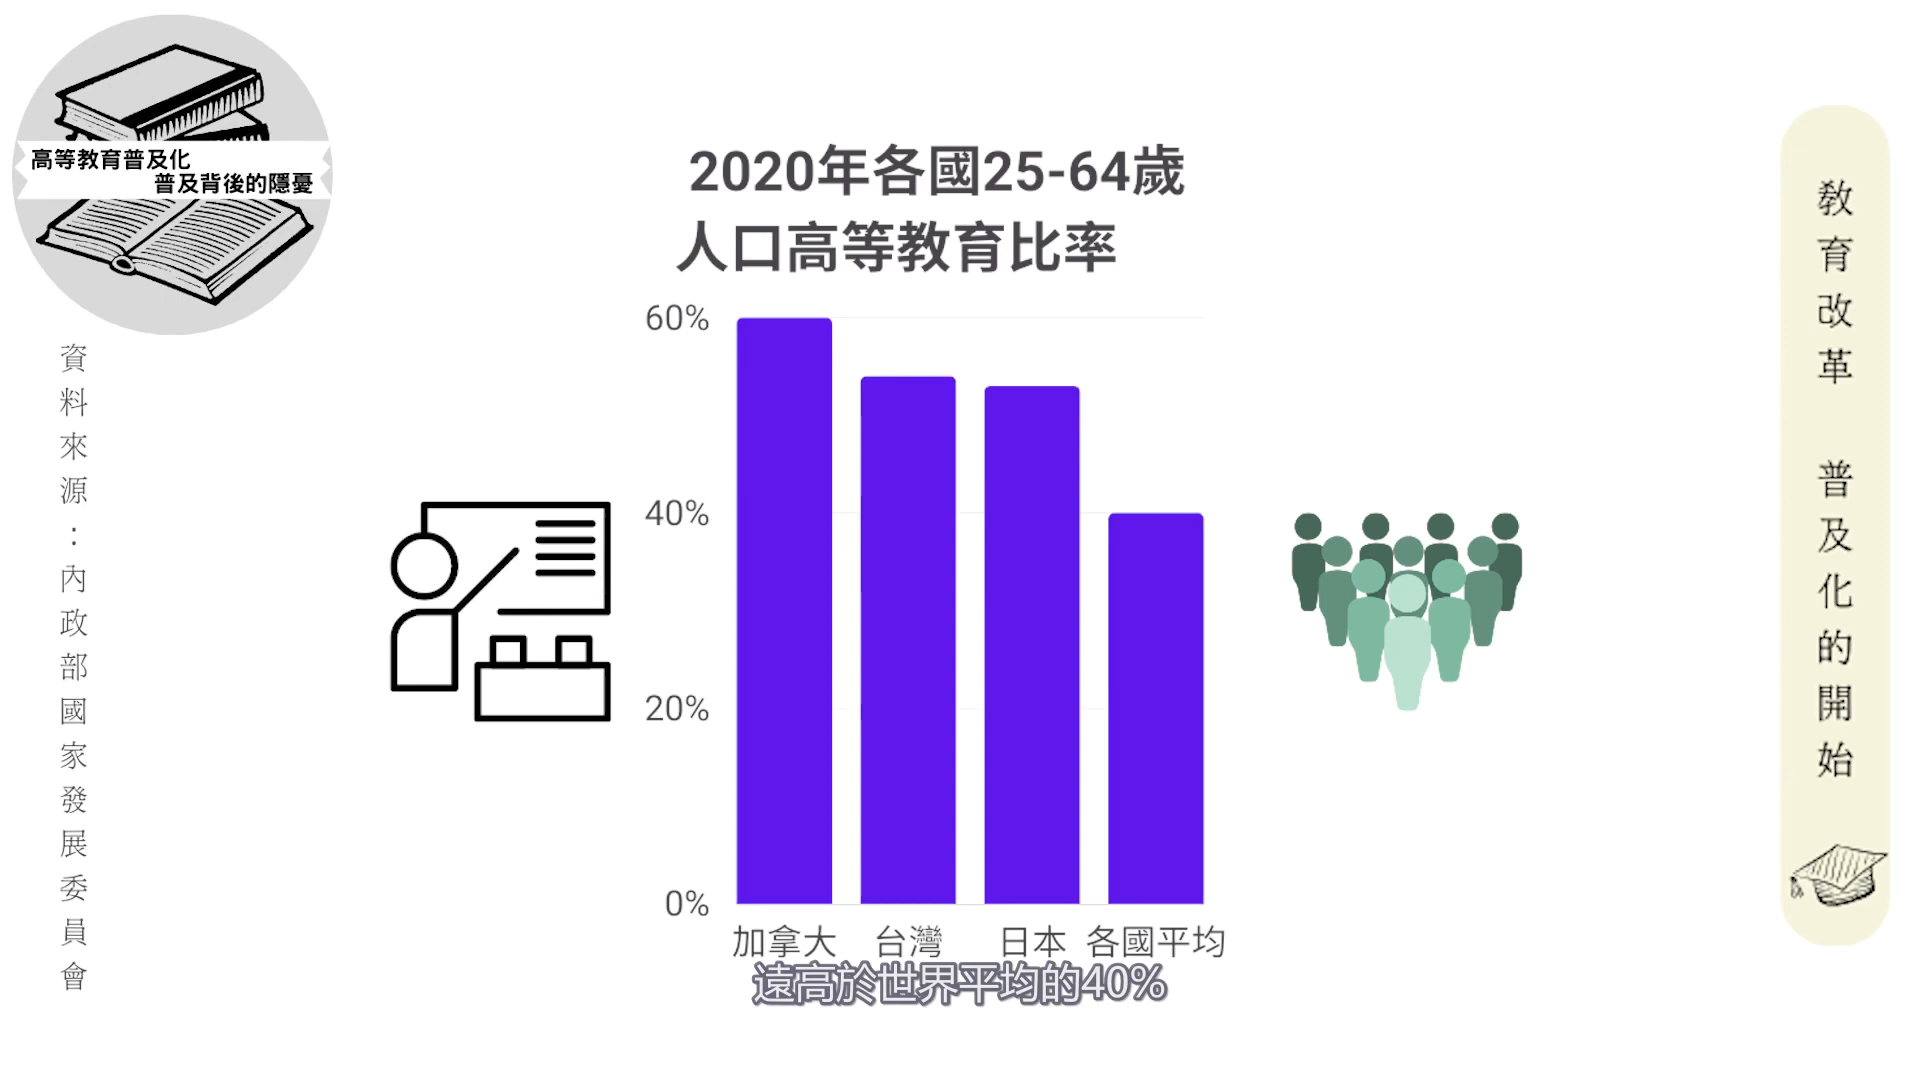 高等教育普及化
普及背後的隱憂
資料來源：內政部國家發展委員會
2020年各國25-64歲
人口高等教育比率
60%
40%
20%
0%
加拿大
台灣
日本
各國平均
遠高於世界平均的40%
教育改革 普及化的開始